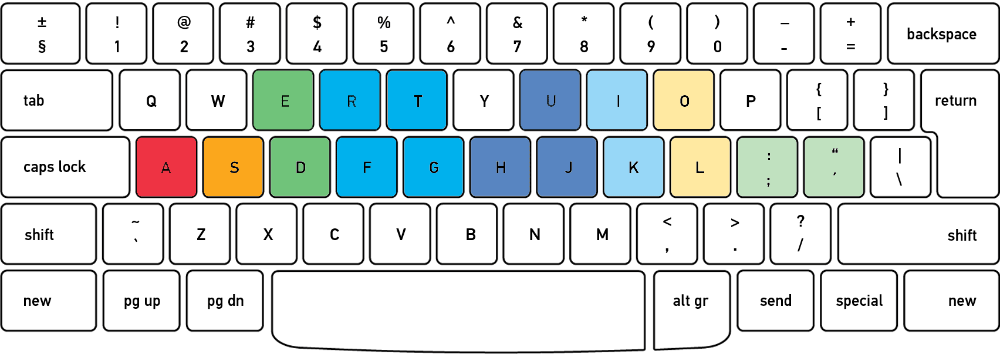 ± ! @ # $ % ^ & * ( ) _ +
§ 1 2 3 4 5 6 7 8 9 0 - = backspace
tab Q W E R T Y U I O P { [ } ] return
caps lock A S D F G H J K L : ; “ ′ | \
shift ~ ` Z X C V B N M < , > . ? / shift
new pg up pg dn alt gr send special new